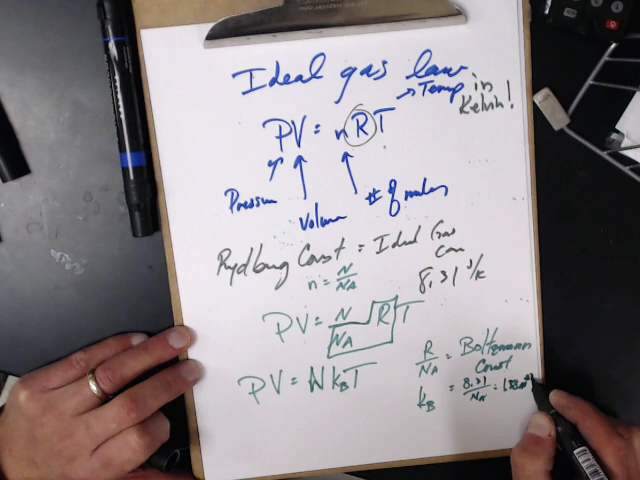 Ideal gas law
→ Temp in Kelvin!
PV = nRT
Pressure
Volume
# of moles
Rydberg Const = Ideal Gas
Con
8.31 J/K
n = N/NA
PV = N/NA RT
R/NA = Boltzmann
Const
PV = N kBT
kB = 8.31/NA =